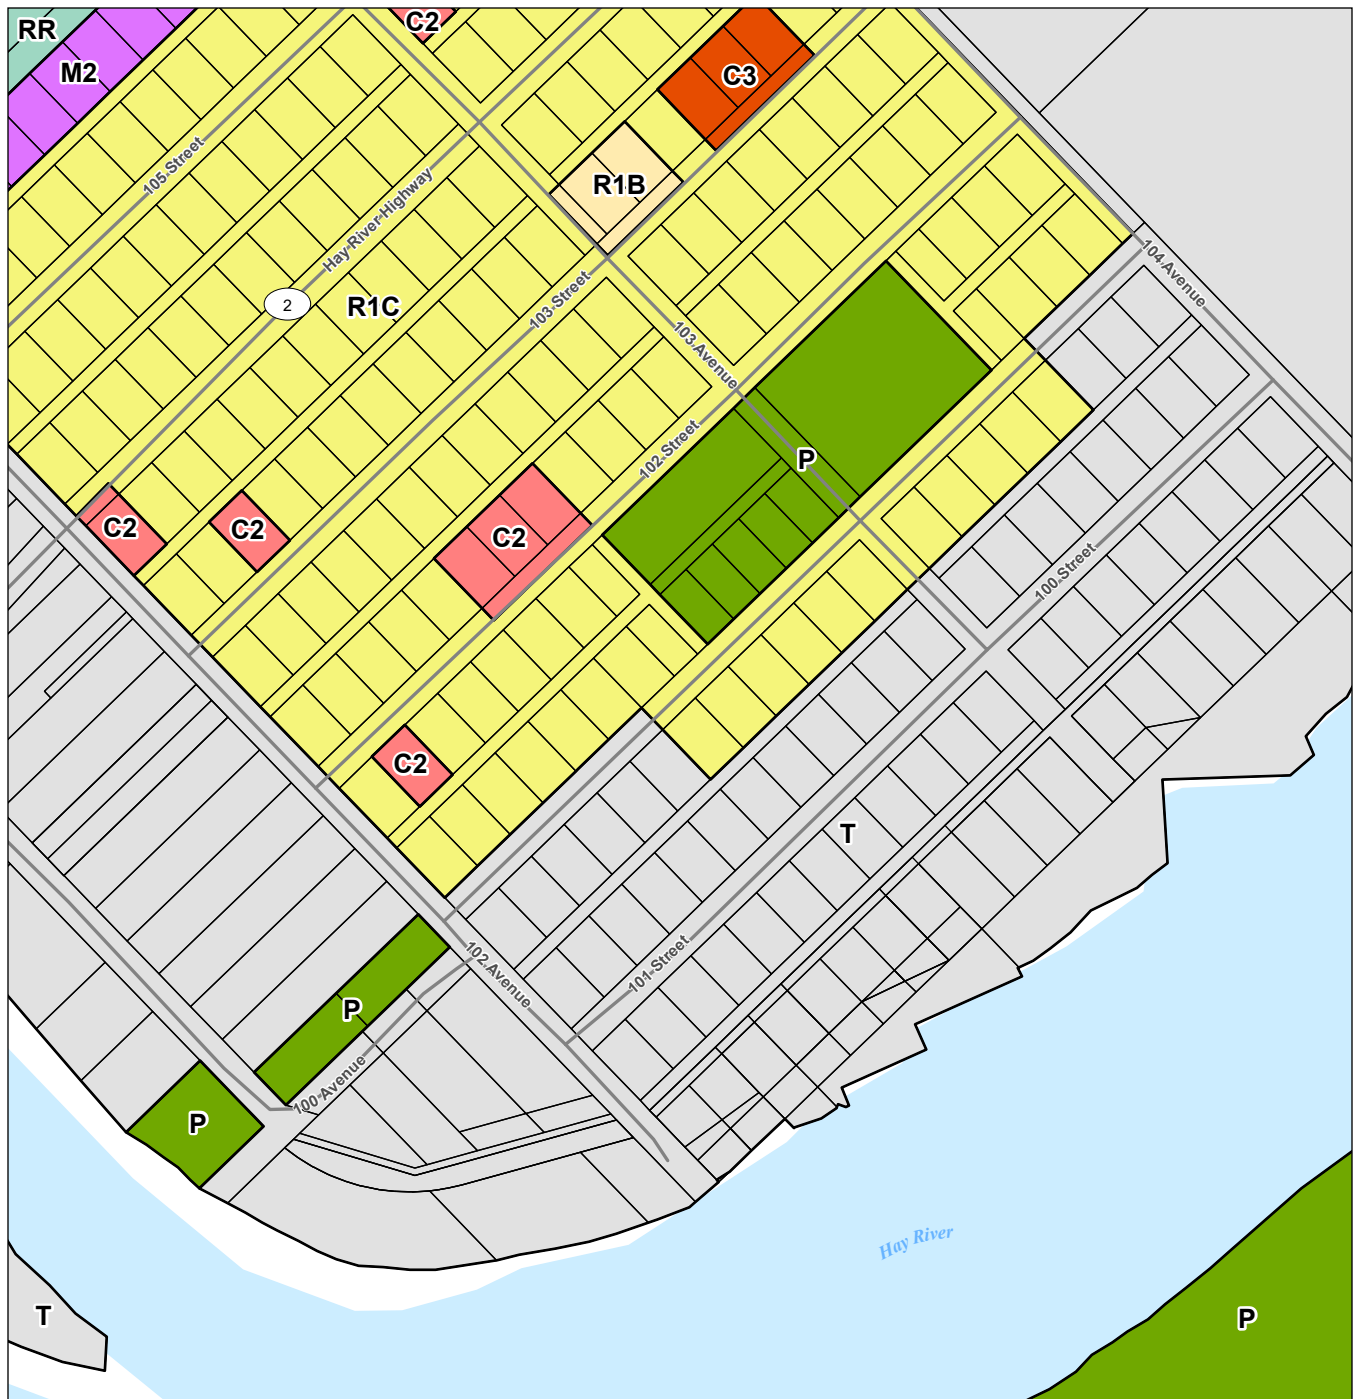 RR
C2
M2
C3
105 Street
R1B
Hay River Highway
104 Avenue
2
R1C
103 Street
103 Avenue
102 Street
P
C2
C2
C2
100 Street
C2
T
101 Street
102 Avenue
P
100 Avenue
P
Hay River
T
P